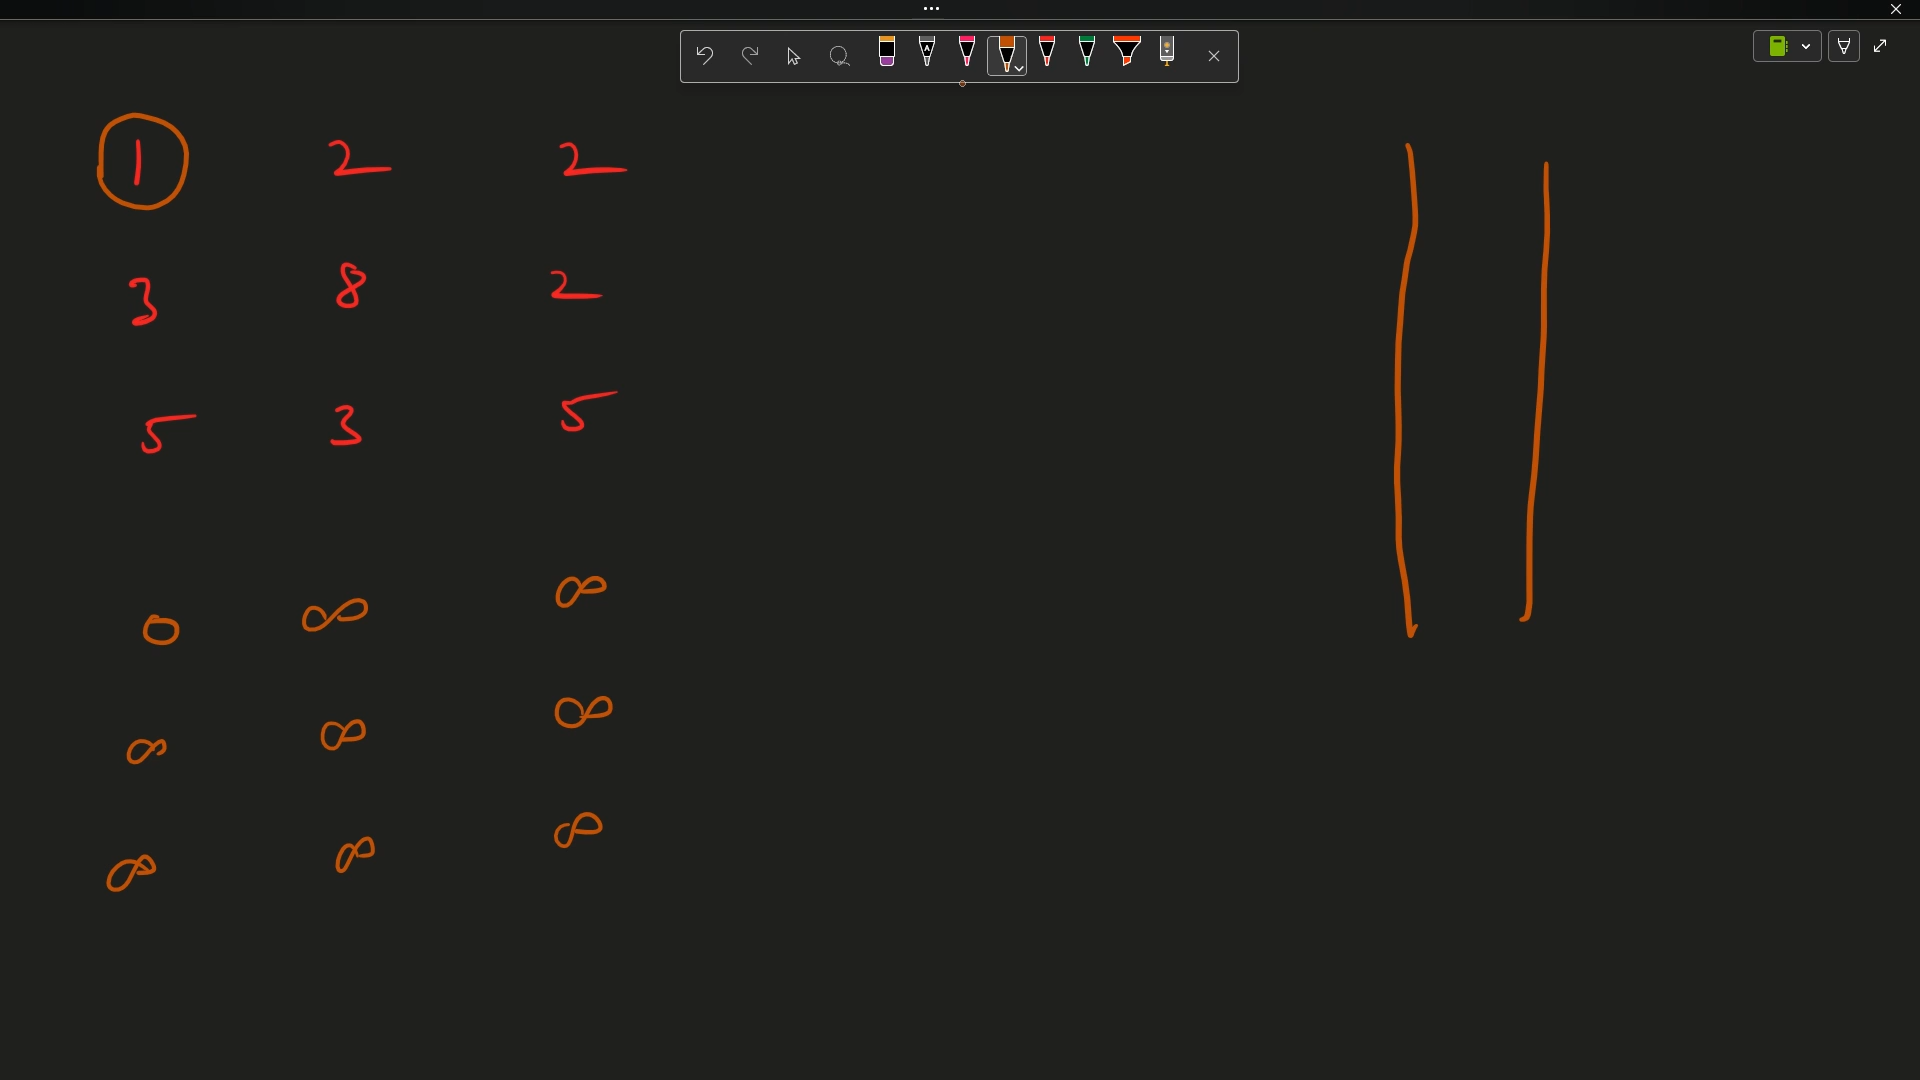 1 2 2
3 8 2
5 3 5
0 ∞ ∞
∞ ∞ ∞
∞ ∞ ∞